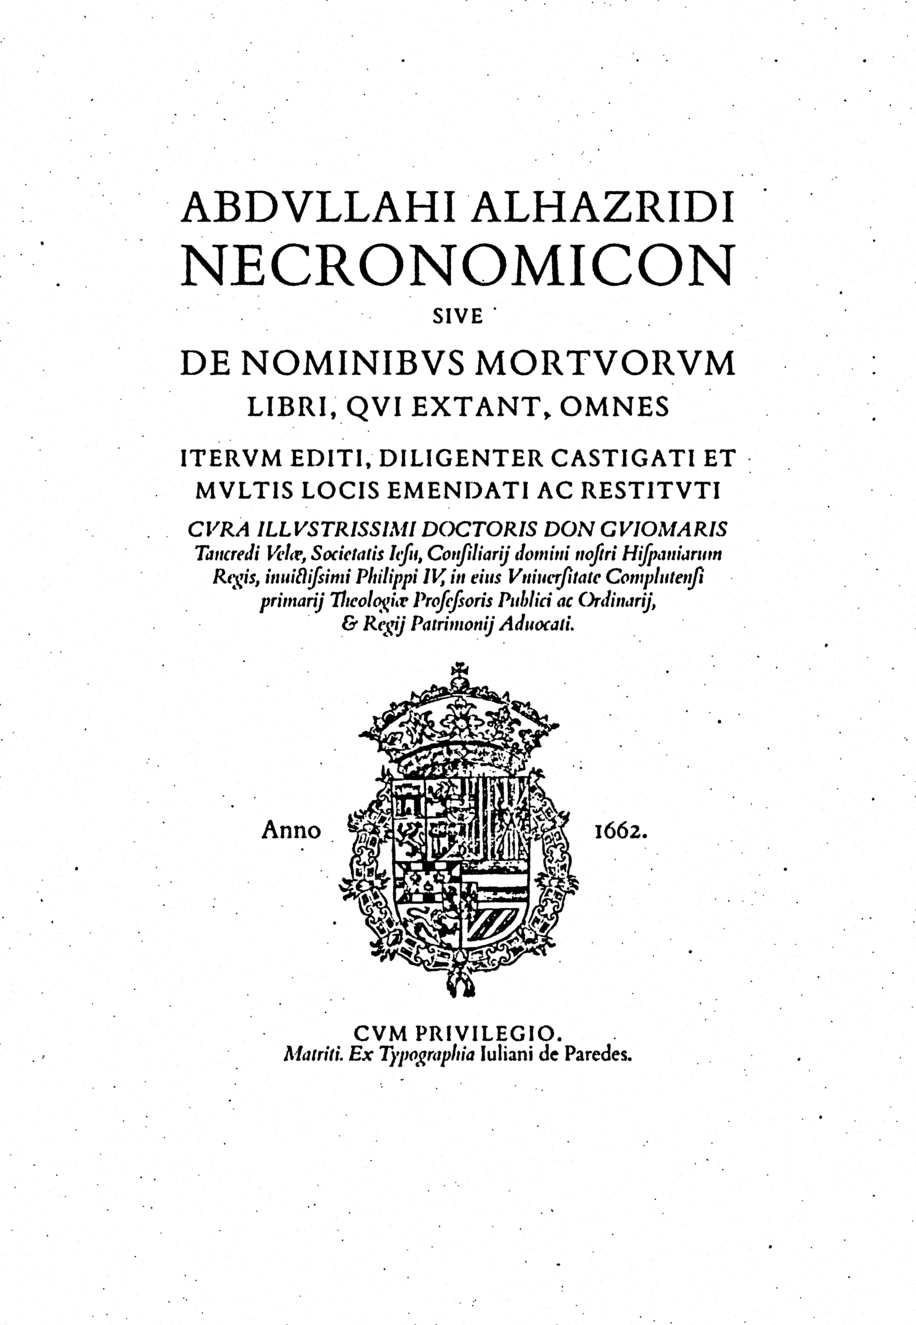 ABDVLLAHI ALHAZRIDI
NECRONOMICON
SIVE
DE NOMINIBVS MORTVORVM
LIBRI, QVI EXTANT, OMNES
ITERVM EDITI, DILIGENTER CASTIGATI ET
MVLTIS LOCIS EMENDATI AC RESTITVTI
CVRA ILLVSTRISSIMI DOCTORIS DON GVIOMARIS
Tancredi Velæ, Societatis Ieſu, Conſiliarij domini noſtri Hiſpaniarum
Regis, inuictiſsimi Philippi IV, in eius Vniuerſitate Complutenſi
primarij Theologiæ Profeſsoris Publici ac Ordinarij,
& Regij Patrimonij Aduocati.
Anno 1662.
CVM PRIVILEGIO.
Matriti. Ex Typographia Iuliani de Paredes.